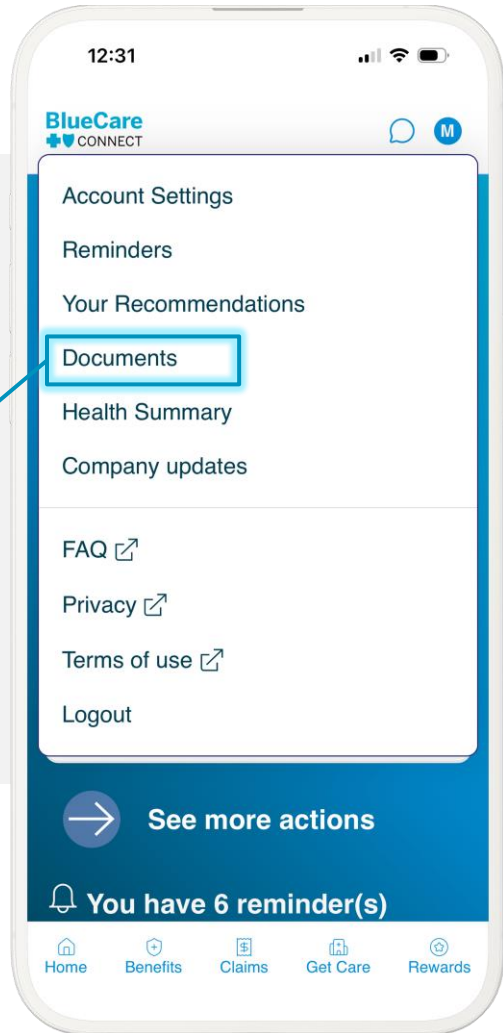 12:31
BlueCare
CONNECT
M
Account Settings
Reminders
Your Recommendations
Documents
Health Summary
Company updates
FAQ
Privacy
Terms of use
Logout
See more actions
You have 6 reminder(s)
Home Benefits Claims Get Care Rewards